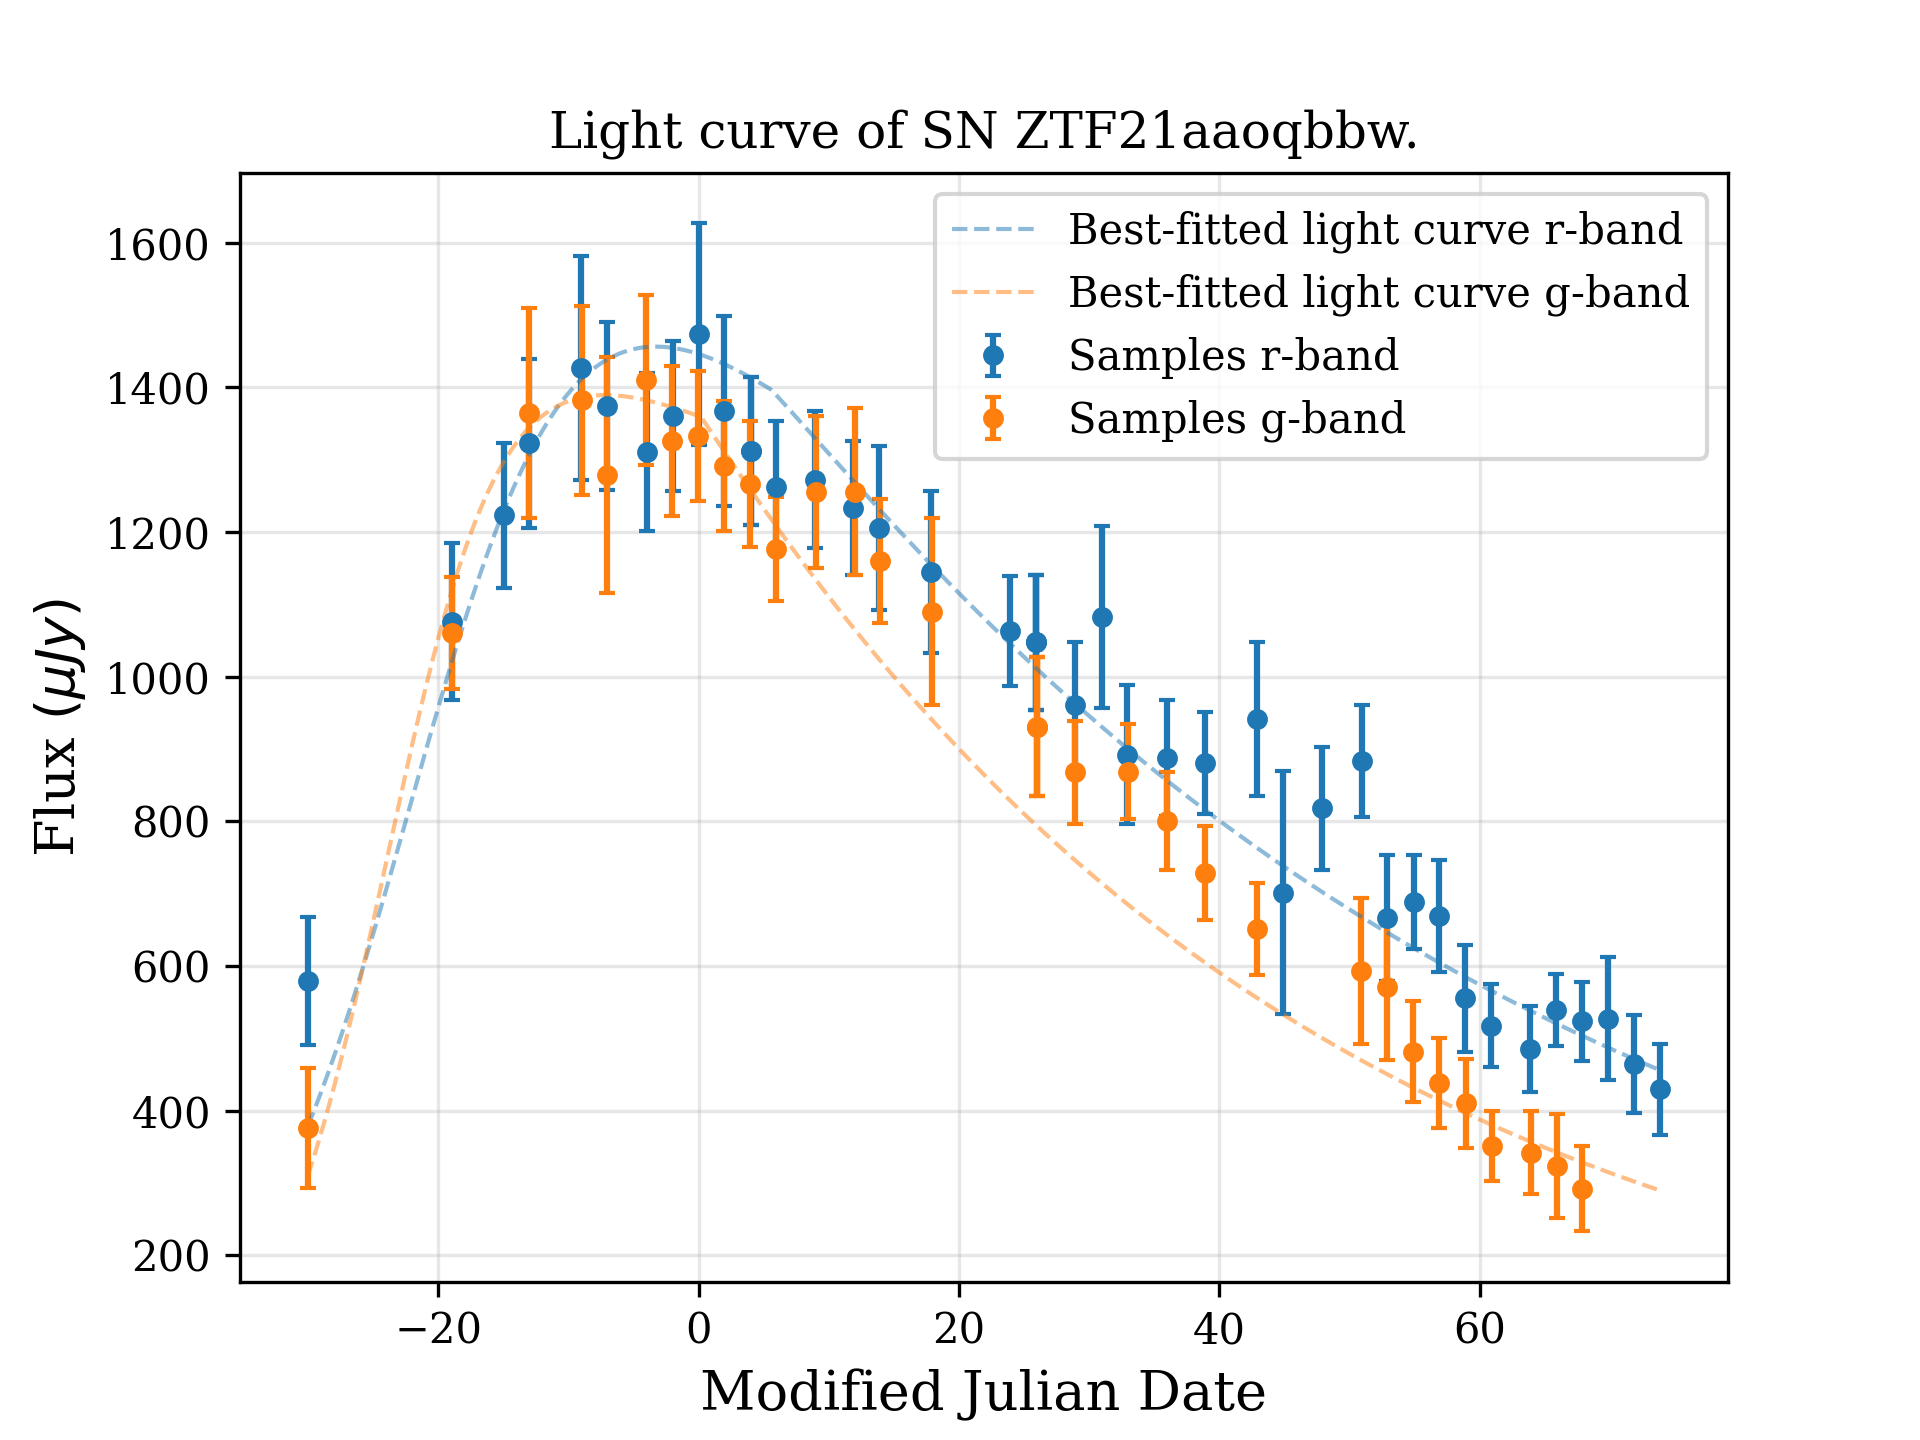 Light curve of SN ZTF21aaoqbbw.
Best-fitted light curve r-band
Best-fitted light curve g-band
Samples r-band
Samples g-band
1600
1400
1200
1000
800
600
400
200
Flux (μJy)
−20 0 20 40 60
Modified Julian Date